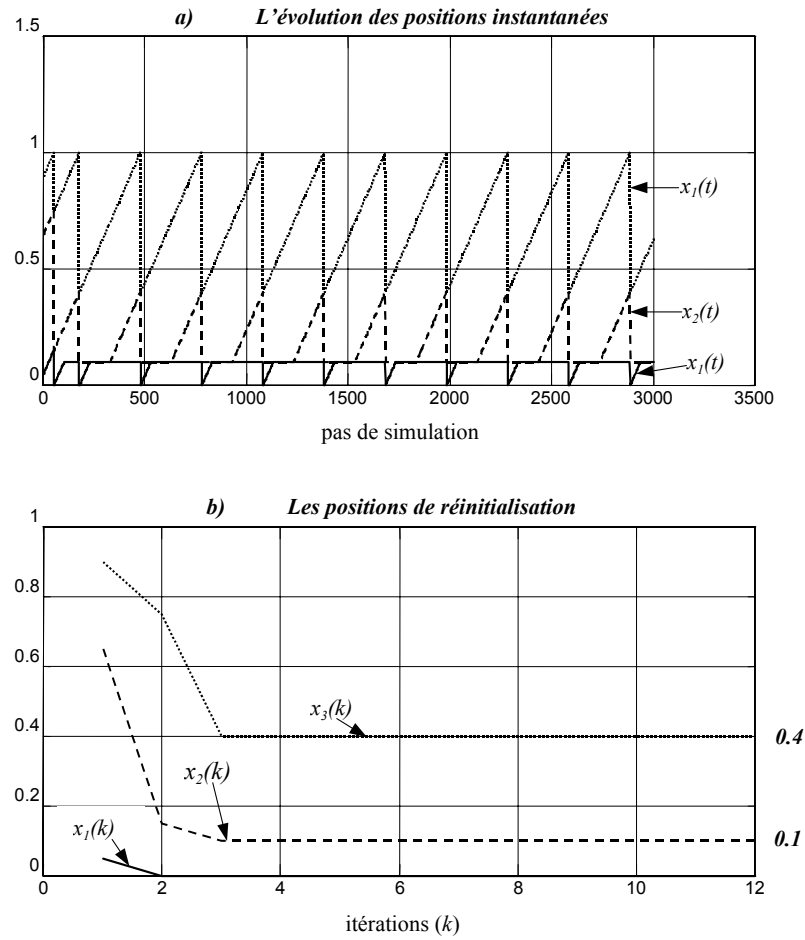 a) L'évolution des positions instantanées
1.5
1
x1(t)
0.5
x2(t)
x1(t)
0
0 500 1000 1500 2000 2500 3000 3500
pas de simulation
b) Les positions de réinitialisation
1
0.8
0.6
x3(k)
0.4 0.4
x2(k)
0.2
x1(k) 0.1
0
0 2 4 6 8 10 12
itérations (k)